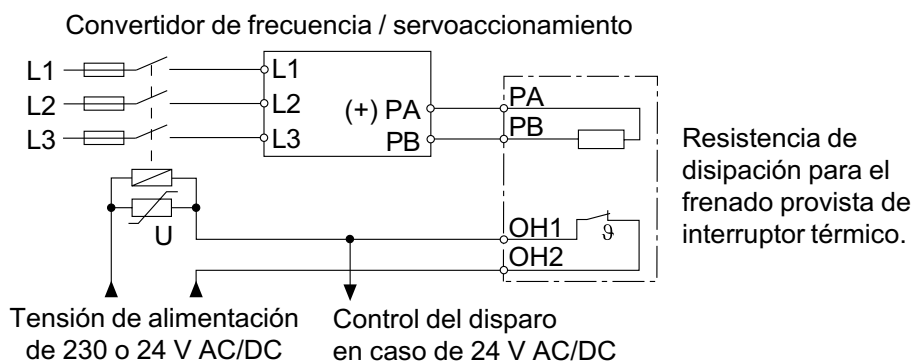 Convertidor de frecuencia / servoaccionamiento
L1
L2
L3
L1
L2
L3
(+) PA
PB
PA
PB
Resistencia de
disipación para el
frenado provista de
interruptor térmico.
U
OH1
OH2
ϑ
Tensión de alimentación
de 230 o 24 V AC/DC
Control del disparo
en caso de 24 V AC/DC